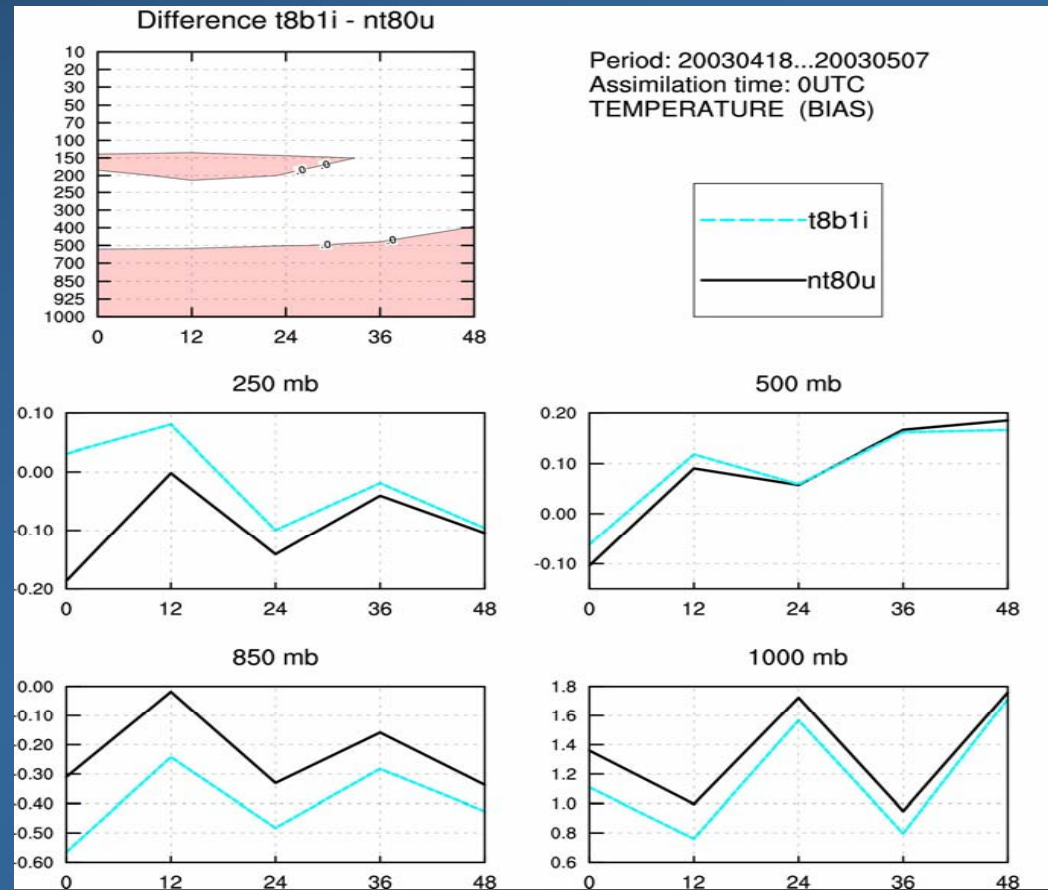 Difference t8b1i - nt80u
10
20
30
50
70
100
150
200
250
300
400
500
700
850
925
1000
.0 .0
.0 .0
0 12 24 36 48
Period: 20030418...20030507
Assimilation time: 0UTC
TEMPERATURE (BIAS)
t8b1i
nt80u
250 mb
0.10
0.00
-0.10
-0.20
0 12 24 36 48
500 mb
0.20
0.10
0.00
-0.10
0 12 24 36 48
850 mb
0.00
-0.10
-0.20
-0.30
-0.40
-0.50
-0.60
0 12 24 36 48
1000 mb
1.8
1.6
1.4
1.2
1.0
0.8
0.6
0 12 24 36 48